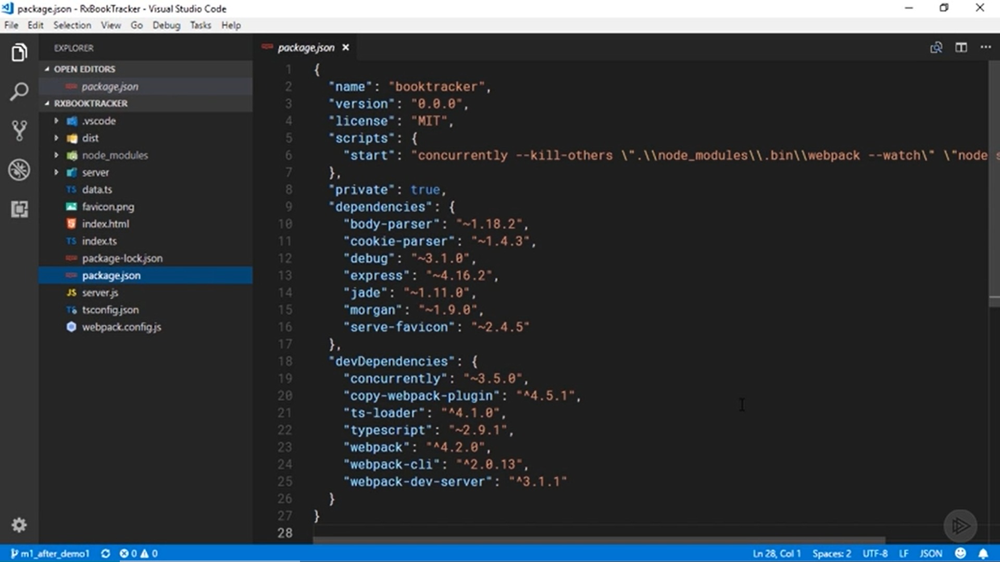 package.json - RxBookTracker - Visual Studio Code
File Edit Selection View Go Debug Tasks Help
EXPLORER
OPEN EDITORS
package.json
RXBOOKTRACKER
.vscode
dist
node_modules
server
data.ts
favicon.png
index.html
index.ts
package-lock.json
package.json
server.js
tsconfig.json
webpack.config.js
package.json
1 {
2 "name": "booktracker",
3 "version": "0.0.0",
4 "license": "MIT",
5 "scripts": {
6 "start": "concurrently --kill-others \".\\node_modules\\.bin\\webpack --watch\" \"node s
7 },
8 "private": true,
9 "dependencies": {
10 "body-parser": "~1.18.2",
11 "cookie-parser": "~1.4.3",
12 "debug": "~3.1.0",
13 "express": "~4.16.2",
14 "jade": "~1.11.0",
15 "morgan": "~1.9.0",
16 "serve-favicon": "~2.4.5"
17 },
18 "devDependencies": {
19 "concurrently": "~3.5.0",
20 "copy-webpack-plugin": "^4.5.1",
21 "ts-loader": "^4.1.0",
22 "typescript": "~2.9.1",
23 "webpack": "^4.2.0",
24 "webpack-cli": "^2.0.13",
25 "webpack-dev-server": "^3.1.1"
26 }
27 }
28
m1_after_demo1 0 0 Ln 28, Col 1 Spaces: 2 UTF-8 LF JSON